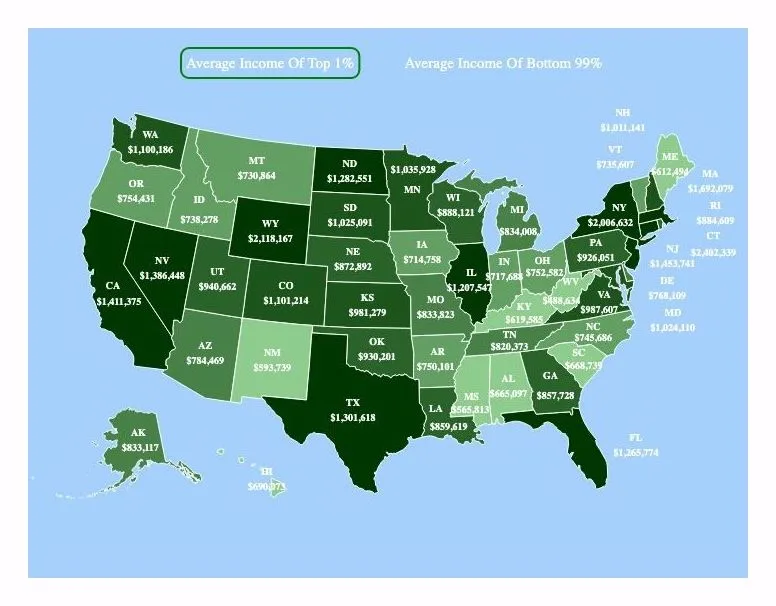 Average Income Of Top 1%
Average Income Of Bottom 99%
NH
$1,011,141
VT
$735,607
WA
$1,100,186
MT
$730,864
ND
$1,282,551
$1,035,928
MN
ME
$612,494
MA
$1,692,079
OR
$754,431
ID
$738,278
SD
$1,025,091
WI
$888,121
MI
$834,008
NY
$2,006,632
RI
$884,609
WY
$2,118,167
CT
$2,402,339
NV
$1,386,448
NE
$872,892
IA
$714,758
PA
$926,051
NJ
$1,453,741
UT
$940,662
IL
$1,207,547
IN
$717,688
OH
$752,582
DE
$768,109
CA
$1,411,375
CO
$1,101,214
KS
$981,279
MO
$833,823
WV
$488,634
VA
$987,607
MD
$1,024,110
KY
$619,585
AZ
$784,469
NM
$593,739
OK
$930,201
AR
$750,101
TN
$820,373
NC
$745,686
SC
$668,739
TX
$1,301,618
LA
$859,619
MS
$565,813
AL
$665,097
GA
$857,728
AK
$833,117
HI
$690,073
FL
$1,265,774